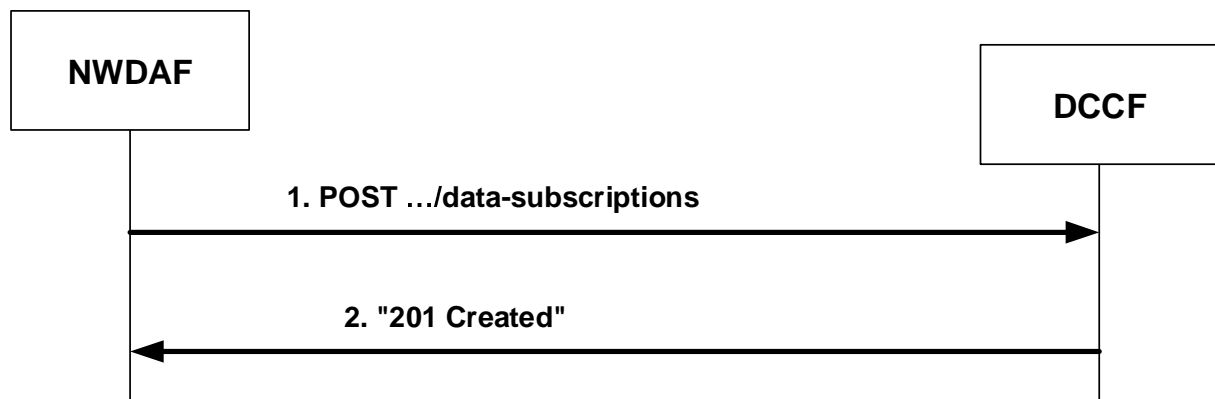 NWDAF
DCCF
1. POST …/data-subscriptions
2. "201 Created"